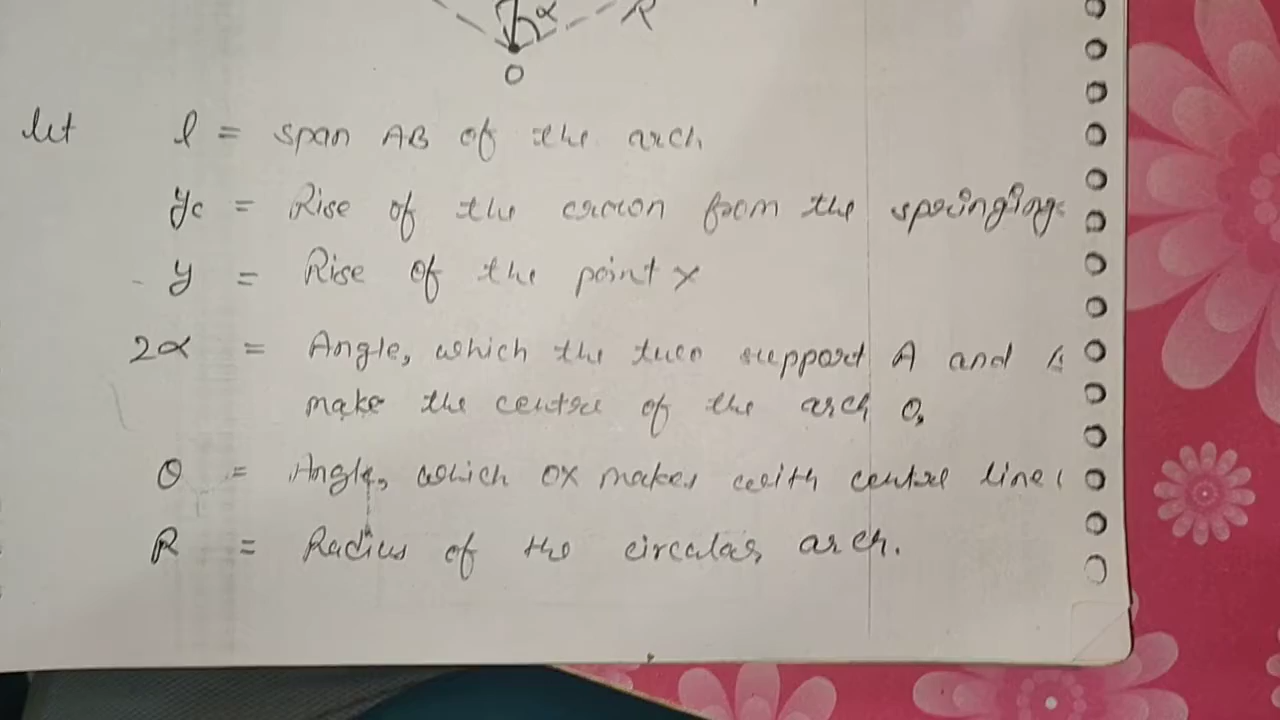 α R
O
let l = span AB of the arch
yc = Rise of the crown from the springing
y = Rise of the point X
2α = Angle, which the two support A and
make the centre of the arch O,
θ = Angle, which OX makes with central line
R = Radius of the circular arch.